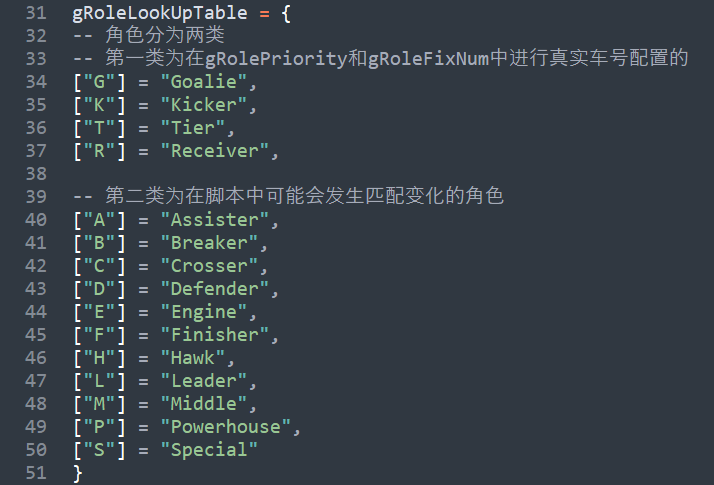 31 gRoleLookUpTable = {
32 -- 角色分为两类
33 -- 第一类为在gRolePriority和gRoleFixNum中进行真实车号配置的
34 ["G"] = "Goalie",
35 ["K"] = "Kicker",
36 ["T"] = "Tier",
37 ["R"] = "Receiver",
38
39 -- 第二类为在脚本中可能会发生匹配变化的角色
40 ["A"] = "Assister",
41 ["B"] = "Breaker",
42 ["C"] = "Crosser",
43 ["D"] = "Defender",
44 ["E"] = "Engine",
45 ["F"] = "Finisher",
46 ["H"] = "Hawk",
47 ["L"] = "Leader",
48 ["M"] = "Middle",
49 ["P"] = "Powerhouse",
50 ["S"] = "Special"
51 }